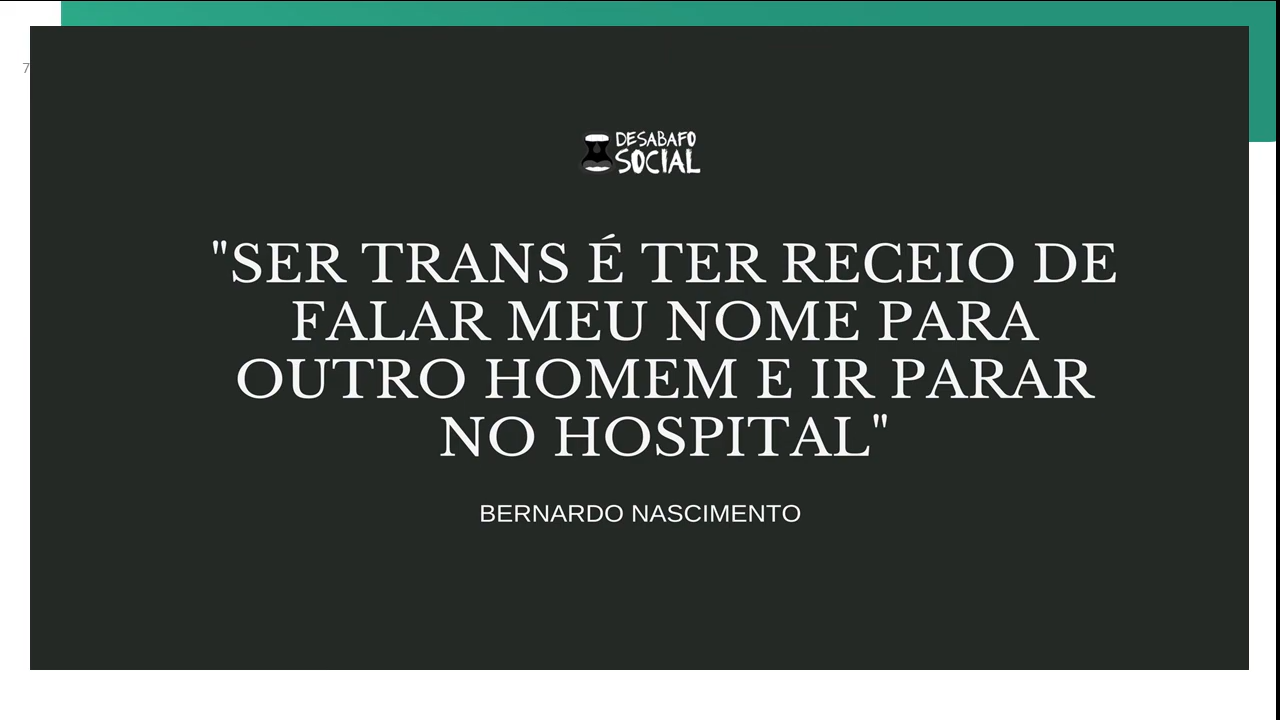 7
DESABAFO
SOCIAL
"SER TRANS É TER RECEIO DE
FALAR MEU NOME PARA
OUTRO HOMEM E IR PARAR
NO HOSPITAL"
BERNARDO NASCIMENTO